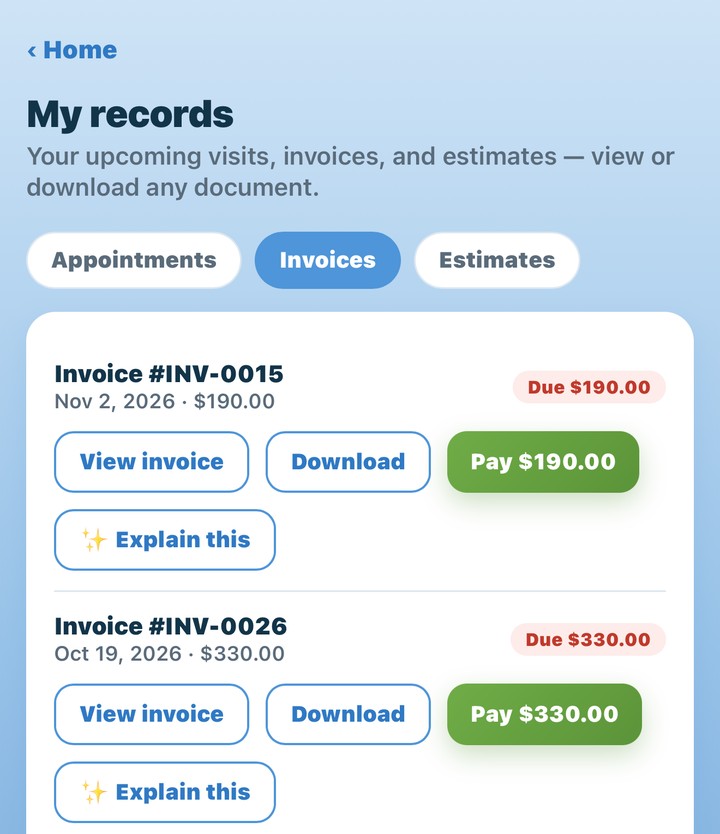 ‹ Home
My records
Your upcoming visits, invoices, and estimates — view or
download any document.
Appointments Invoices Estimates
Invoice #INV-0015
Due $190.00
Nov 2, 2026 · $190.00
View invoice Download Pay $190.00
✨ Explain this
Invoice #INV-0026
Due $330.00
Oct 19, 2026 · $330.00
View invoice Download Pay $330.00
✨ Explain this